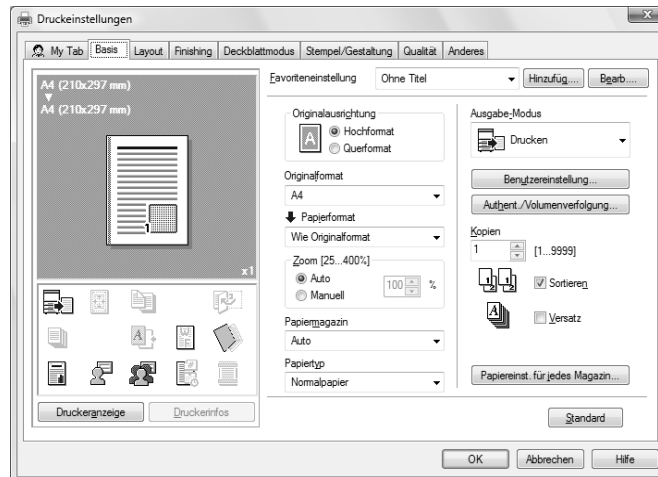 Druckeinstellungen
My Tab Basis Layout Finishing Deckblattmodus Stempel/Gestaltung Qualität Anderes
A4 (210x297 mm)
A4 (210x297 mm)
1
x1
Druckeranzeige Druckerinfos
Favoriteneinstellung Ohne Titel Hinzufüg.... Bearb....
Originalausrichtung
A
Hochformat
Querformat
Originalformat
A4
Papierformat
Wie Originalformat
Zoom [25...400%]
Auto
Manuell
100 %
Papiermagazin
Auto
Papiertyp
Normalpapier
Ausgabe-Modus
Drucken
Benutzereinstellung...
Authent./Volumenverfolgung...
Kopien
1 [1...9999]
Sortieren
Versatz
Papiereinst. für jedes Magazin...
Standard
OK Abbrechen Hilfe